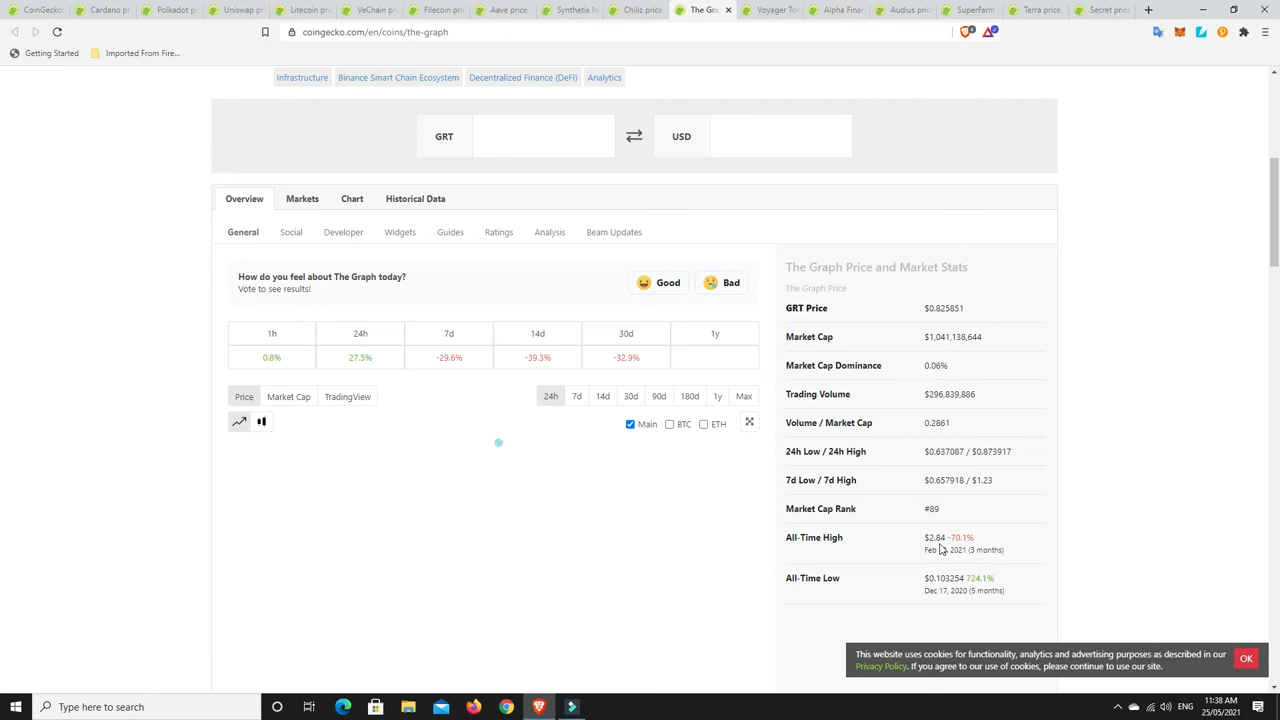 CoinGecko
Cardano po
Polkadot p
Uniswap po
Litecoin pri
VeChain pr
Filecoin pri
Aave price,
Synthetix N
Chiliz price
The Gra
Voyager To
Alpha Finan
Audius price
SuperFarm
Terra price,
Secret price
coingecko.com/en/coins/the-graph
Getting Started
Imported From Fire...
Infrastructure
Binance Smart Chain Ecosystem
Decentralized Finance (DeFi)
Analytics
GRT
USD
Overview
Markets
Chart
Historical Data
General
Social
Developer
Widgets
Guides
Ratings
Analysis
Beam Updates
How do you feel about The Graph today?
Vote to see results!
Good
Bad
1h 24h 7d 14d 30d 1y
0.8% 27.5% -29.6% -39.3% -32.9%
Price
Market Cap
TradingView
24h 7d 14d 30d 90d 180d 1y Max
Main
BTC
ETH
The Graph Price and Market Stats
The Graph Price
GRT Price $0.825851
Market Cap $1,041,138,644
Market Cap Dominance 0.06%
Trading Volume $296,839,886
Volume / Market Cap 0.2861
24h Low / 24h High $0.637087 / $0.873917
7d Low / 7d High $0.657918 / $1.23
Market Cap Rank #89
All-Time High $2.84 -70.1%
Feb 2021 (3 months)
All-Time Low $0.103254 724.1%
Dec 17, 2020 (5 months)
This website uses cookies for functionality, analytics and advertising purposes as described in our
Privacy Policy. If you agree to our use of cookies, please continue to use our site.
OK
Type here to search
ENG
11:38 AM
25/05/2021